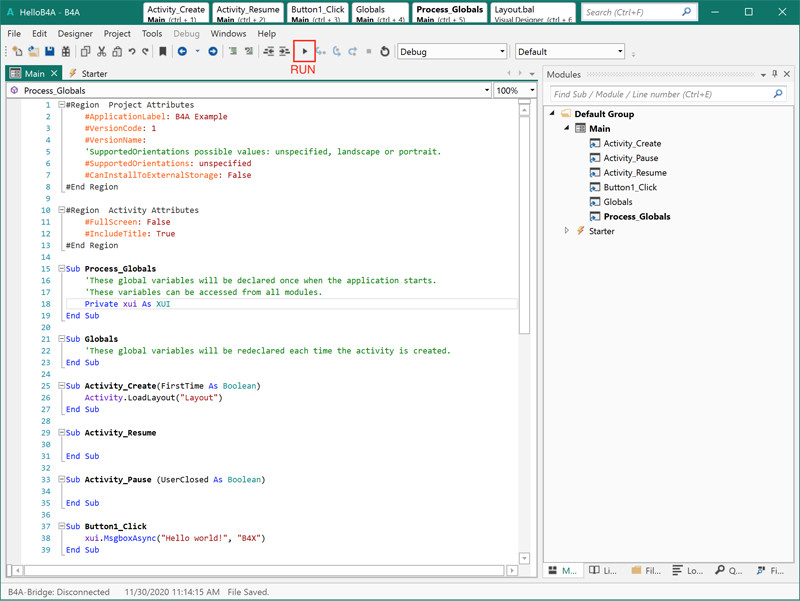 HelloB4A - B4A
Activity_Create
Main (ctrl + 1)
Activity_Resume
Main (ctrl + 2)
Button1_Click
Main (ctrl + 3)
Globals
Main (ctrl + 4)
Process_Globals
Main (ctrl + 5)
Layout.bal
Visual Designer (ctrl + 6
Search (Ctrl+F)
File Edit Designer Project Tools Debug Windows Help
Debug
Default
RUN
Main
Starter
Process_Globals
100%
1 #Region Project Attributes
2 #ApplicationLabel: B4A Example
3 #VersionCode: 1
4 #VersionName:
5 'SupportedOrientations possible values: unspecified, landscape or portrait.
6 #SupportedOrientations: unspecified
7 #CanInstallToExternalStorage: False
8 #End Region
9
10 #Region Activity Attributes
11 #FullScreen: False
12 #IncludeTitle: True
13 #End Region
14
15 Sub Process_Globals
16 'These global variables will be declared once when the application starts.
17 'These variables can be accessed from all modules.
18 Private xui As XUI
19 End Sub
20
21 Sub Globals
22 'These global variables will be redeclared each time the activity is created.
23 End Sub
24
25 Sub Activity_Create(FirstTime As Boolean)
26 Activity.LoadLayout("Layout")
27 End Sub
28
29 Sub Activity_Resume
30
31 End Sub
32
33 Sub Activity_Pause (UserClosed As Boolean)
34
35 End Sub
36
37 Sub Button1_Click
38 xui.MsgboxAsync("Hello world!", "B4X")
39 End Sub
Modules
Find Sub / Module / Line number (Ctrl+E)
Default Group
Main
Activity_Create
Activity_Pause
Activity_Resume
Button1_Click
Globals
Process_Globals
Starter
M... Li... Fil... Lo... Q... Fi...
B4A-Bridge: Disconnected 11/30/2020 11:14:15 AM File Saved.